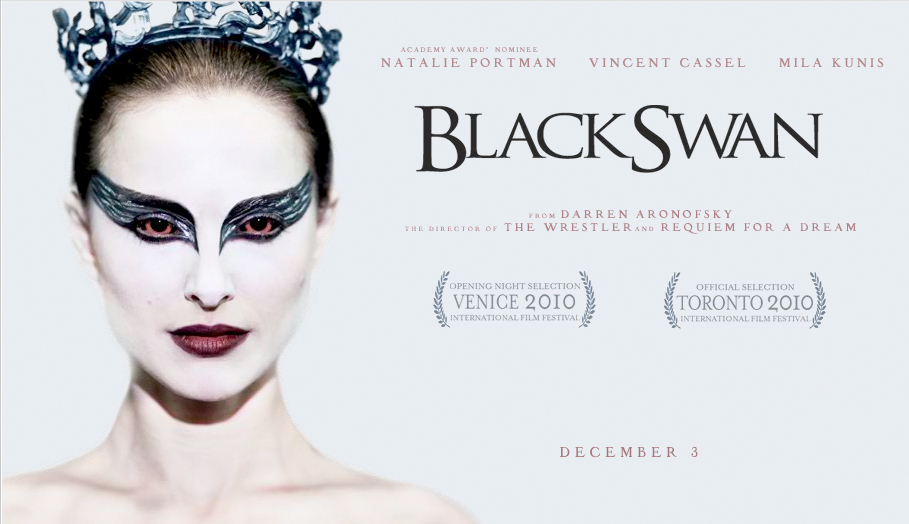 ACADEMY AWARD® NOMINEE
NATALIE PORTMAN VINCENT CASSEL MILA KUNIS
BLACK SWAN
FROM DARREN ARONOFSKY
THE DIRECTOR OF THE WRESTLER AND REQUIEM FOR A DREAM
OPENING NIGHT SELECTION
VENICE 2010
INTERNATIONAL FILM FESTIVAL
OFFICIAL SELECTION
TORONTO 2010
INTERNATIONAL FILM FESTIVAL
DECEMBER 3